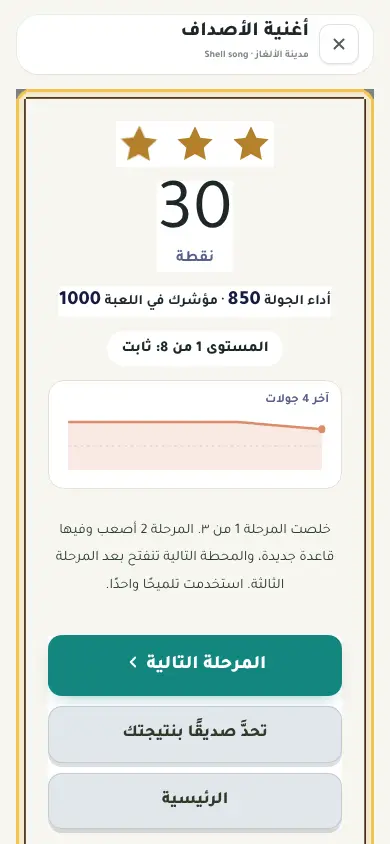 أغنية الأصداف
مدينة الألغاز · Shell song
30
نقطة
أداء الجولة 850 · مؤشرك في اللعبة 1000
المستوى 1 من 8: ثابت
آخر 4 جولات
خلصت المرحلة 1 من ٣. المرحلة 2 أصعب وفيها
قاعدة جديدة، والمحطة التالية تنفتح بعد المرحلة
الثالثة. استخدمت تلميحًا واحدًا.
المرحلة التالية
تحدَّ صديقًا بنتيجتك
الرئيسية